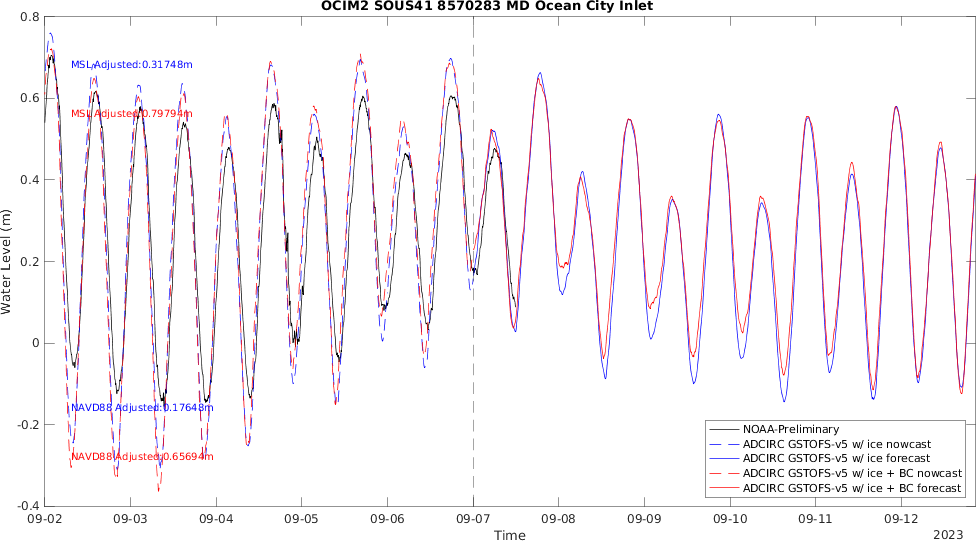 OCIM2 SOUS41 8570283 MD Ocean City Inlet
0.8
0.6
0.4
0.2
0
-0.2
-0.4
Water Level (m)
MSL Adjusted:0.31748m
MSL Adjusted:0.79794m
NAVD88 Adjusted:0.17648m
NAVD88 Adjusted:0.65694m
NOAA-Preliminary
ADCIRC GSTOFS-v5 w/ ice nowcast
ADCIRC GSTOFS-v5 w/ ice forecast
ADCIRC GSTOFS-v5 w/ ice + BC nowcast
ADCIRC GSTOFS-v5 w/ ice + BC forecast
09-02 09-03 09-04 09-05 09-06 09-07 09-08 09-09 09-10 09-11 09-12
Time
2023